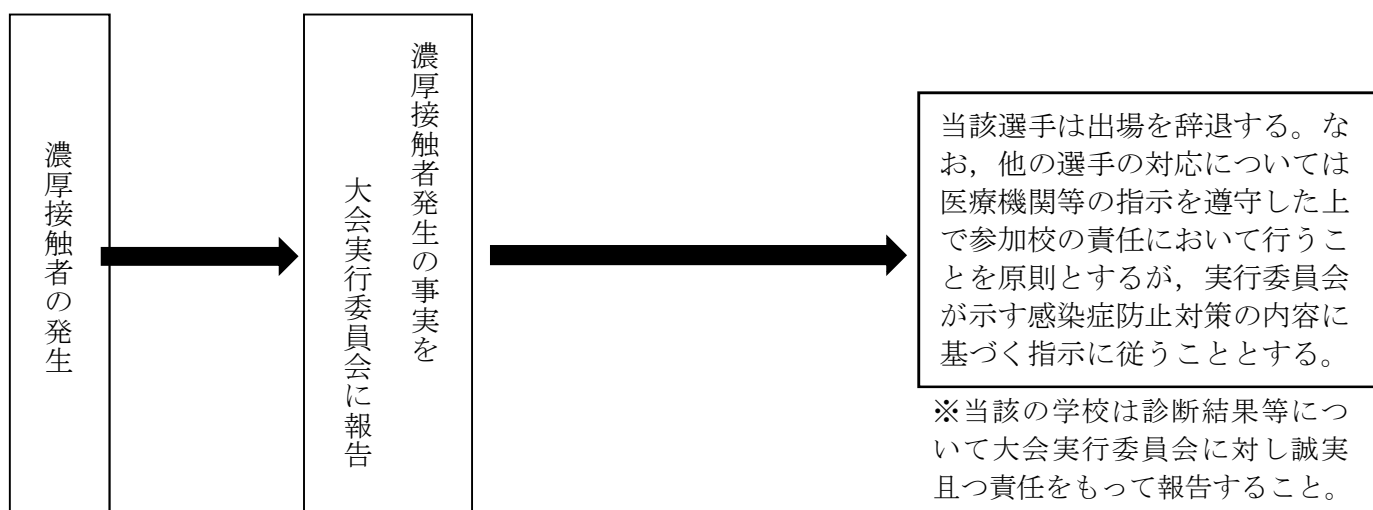 濃厚接触者の発生
濃厚接触者発生の事実を
大会実行委員会に報告
当該選手は出場を辞退する。な
お，他の選手の対応については
医療機関等の指示を遵守した上
で参加校の責任において行うこ
とを原則とするが，実行委員会
が示す感染症防止対策の内容に
基づく指示に従うこととする。
※当該の学校は診断結果等につ
いて大会実行委員会に対し誠実
且つ責任をもって報告すること。